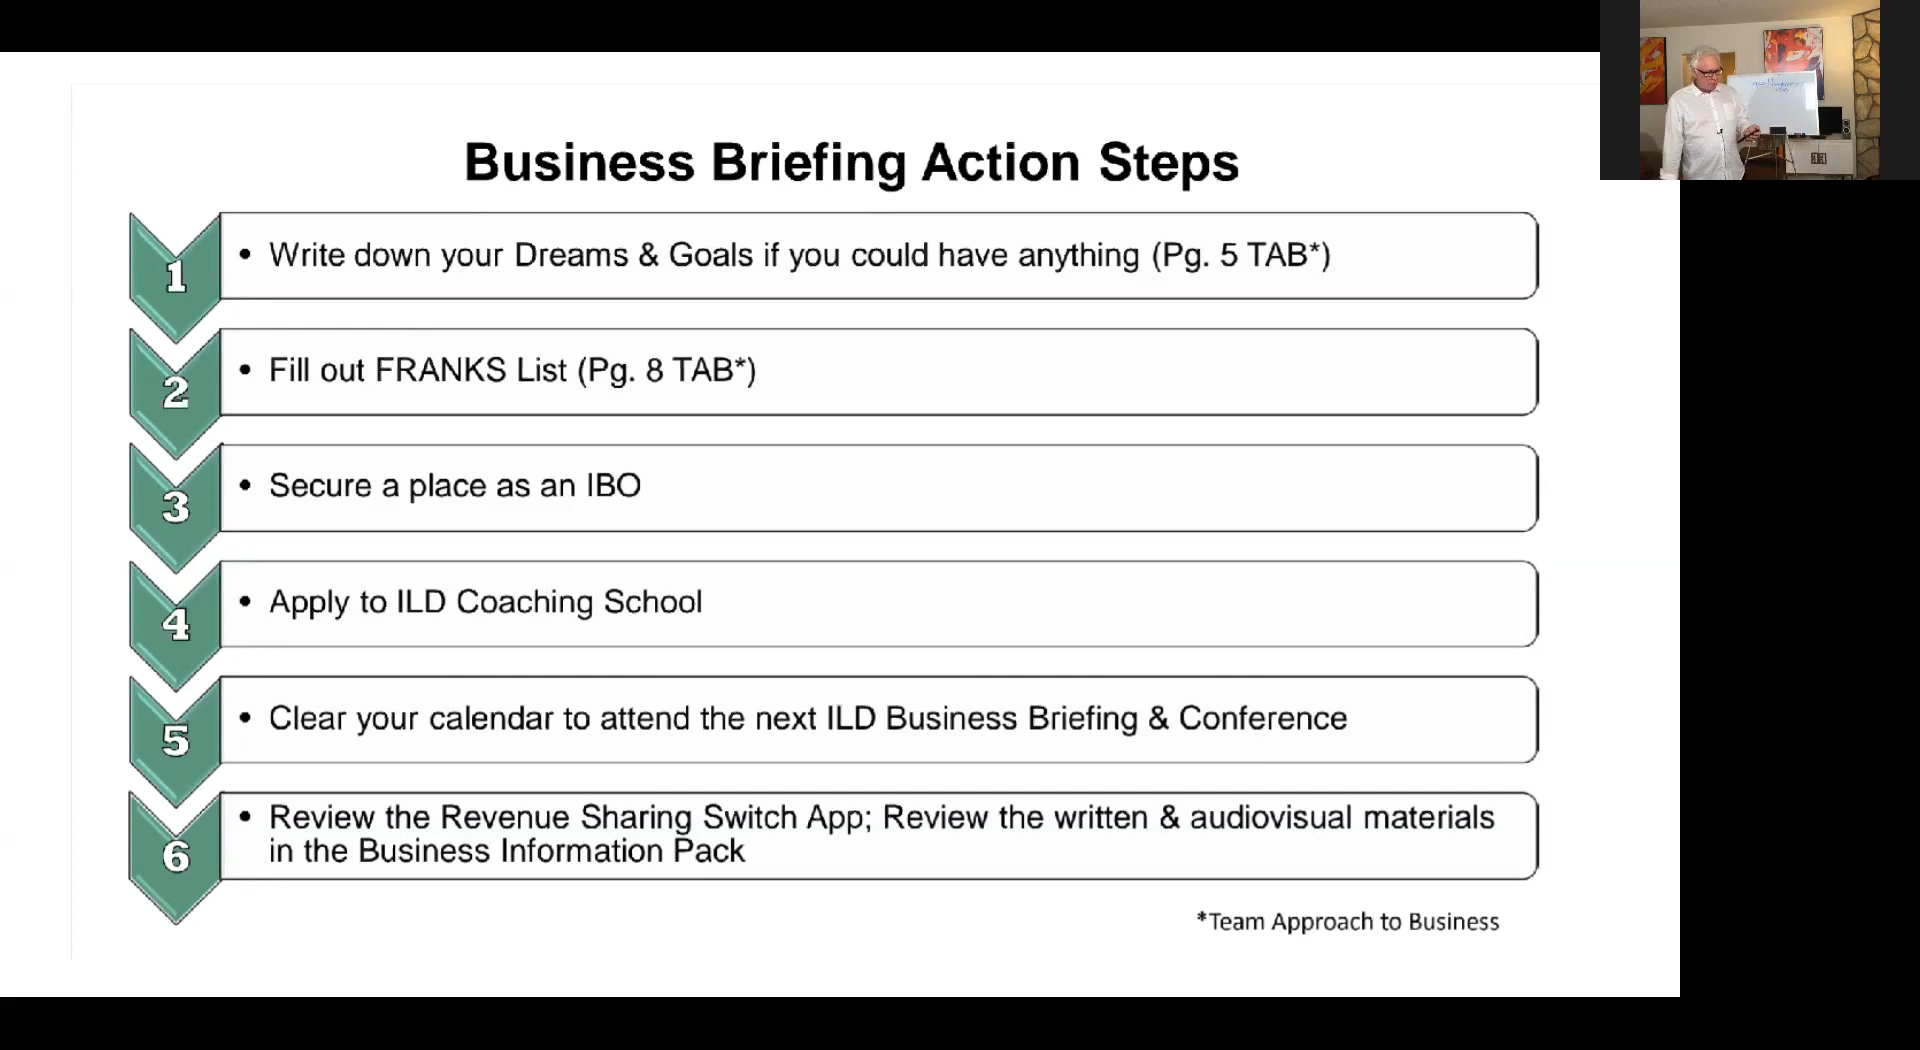 Business Briefing Action Steps
1
• Write down your Dreams & Goals if you could have anything (Pg. 5 TAB*)
2
• Fill out FRANKS List (Pg. 8 TAB*)
3
• Secure a place as an IBO
4
• Apply to ILD Coaching School
5
• Clear your calendar to attend the next ILD Business Briefing & Conference
6
• Review the Revenue Sharing Switch App; Review the written & audiovisual materials
in the Business Information Pack
*Team Approach to Business